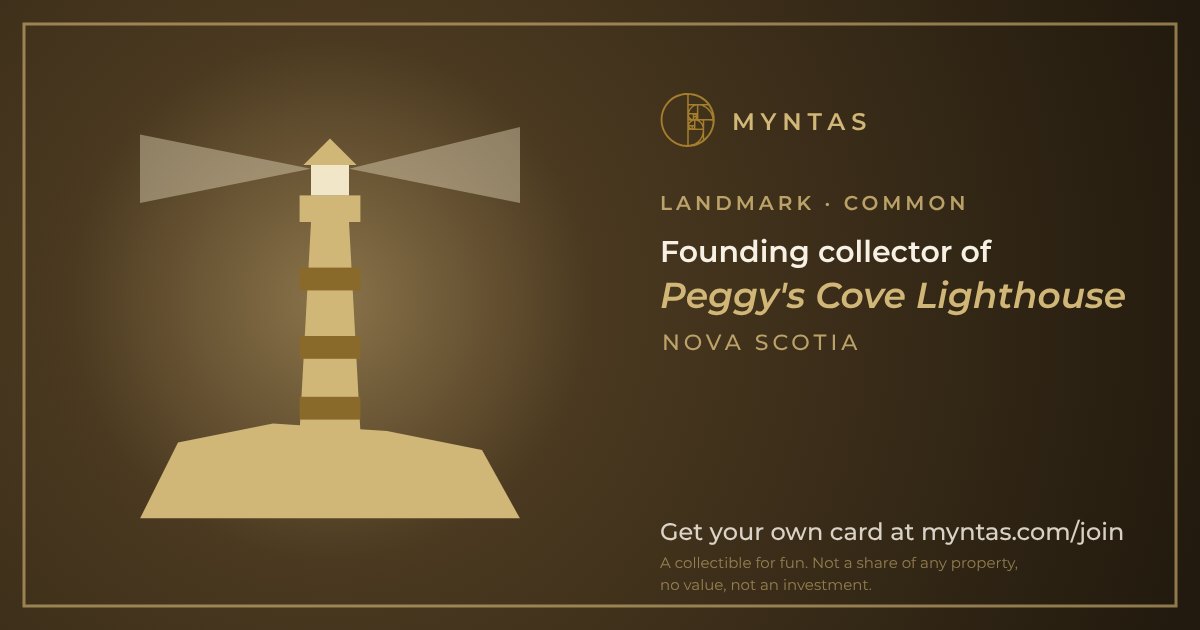 MYNTAS
LANDMARK · COMMON
Founding collector of
Peggy's Cove Lighthouse
NOVA SCOTIA
Get your own card at myntas.com/join
A collectible for fun. Not a share of any property,
no value, not an investment.